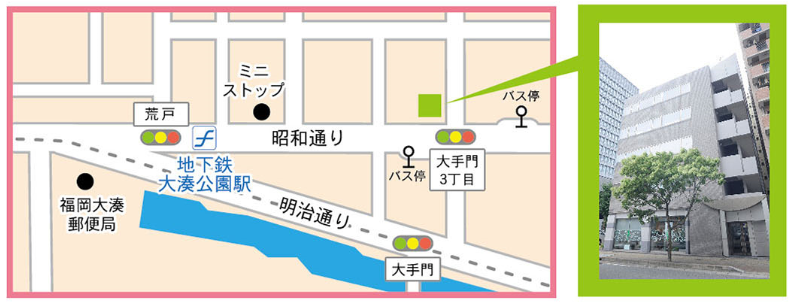 ミニ
ストップ
荒戸
バス停
昭和通り
地下鉄
大湊公園駅
バス停
大手門
3丁目
福岡大湊
郵便局
明治通り
大手門